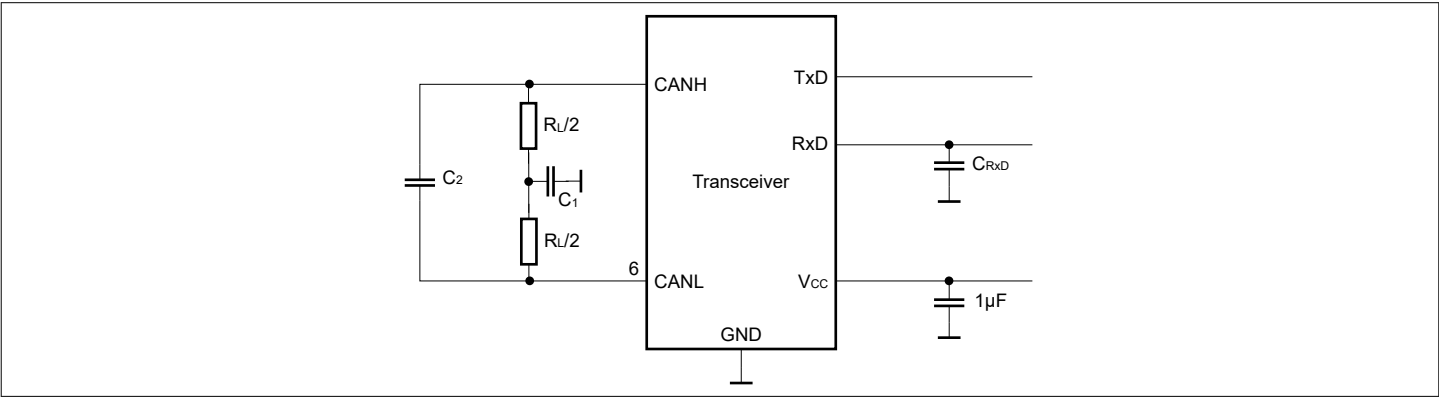 CANH
TxD
RL/2
RxD
CRxD
C2
Transceiver
C1
RL/2
6
CANL
VCC
1µF
GND